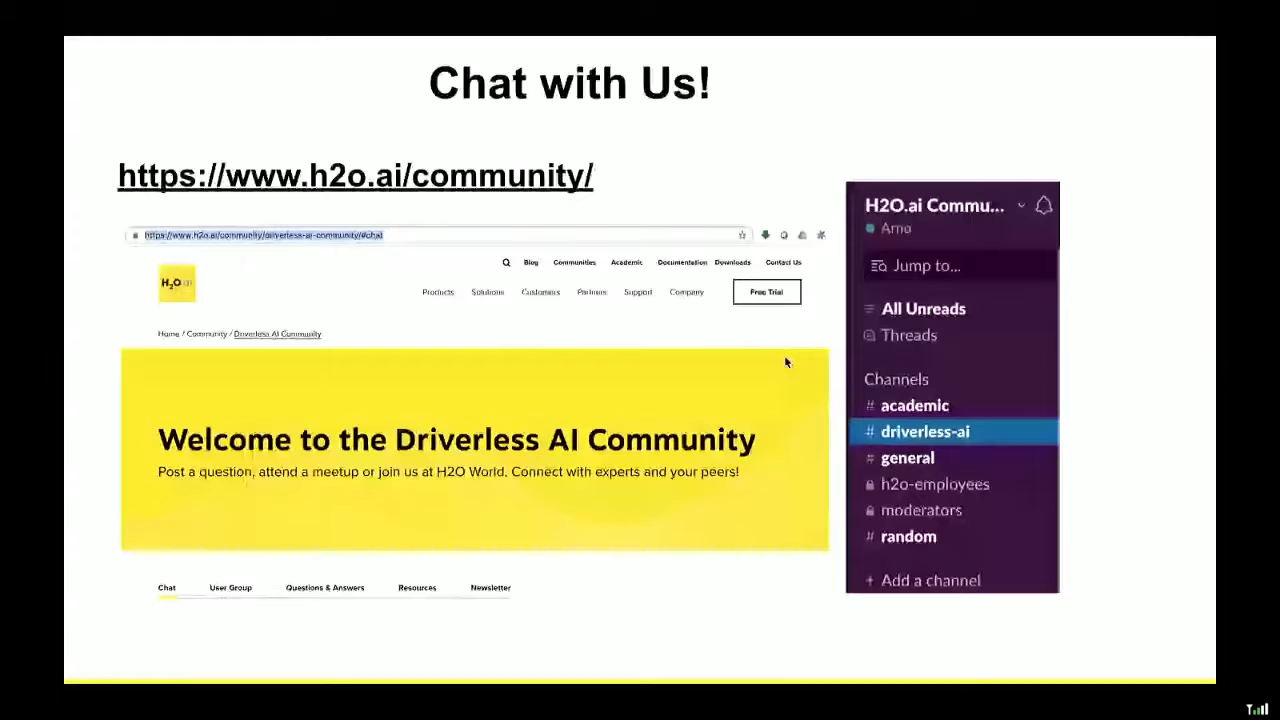 Chat with Us!
https://www.h2o.ai/community/
https://www.h2o.ai/community/driverless-ai-community/#chat
Blog Communities Academic Documentation Downloads Contact Us
H2O.ai
Products Solutions Customers Partners Support Company Free Trial
Home / Community / Driverless AI Community
Welcome to the Driverless AI Community
Post a question, attend a meetup or join us at H2O World. Connect with experts and your peers!
Chat User Group Questions & Answers Resources Newsletter
H2O.ai Commu...
Arno
Jump to...
All Unreads
Threads
Channels
# academic
# driverless-ai
# general
h2o-employees
moderators
# random
+ Add a channel